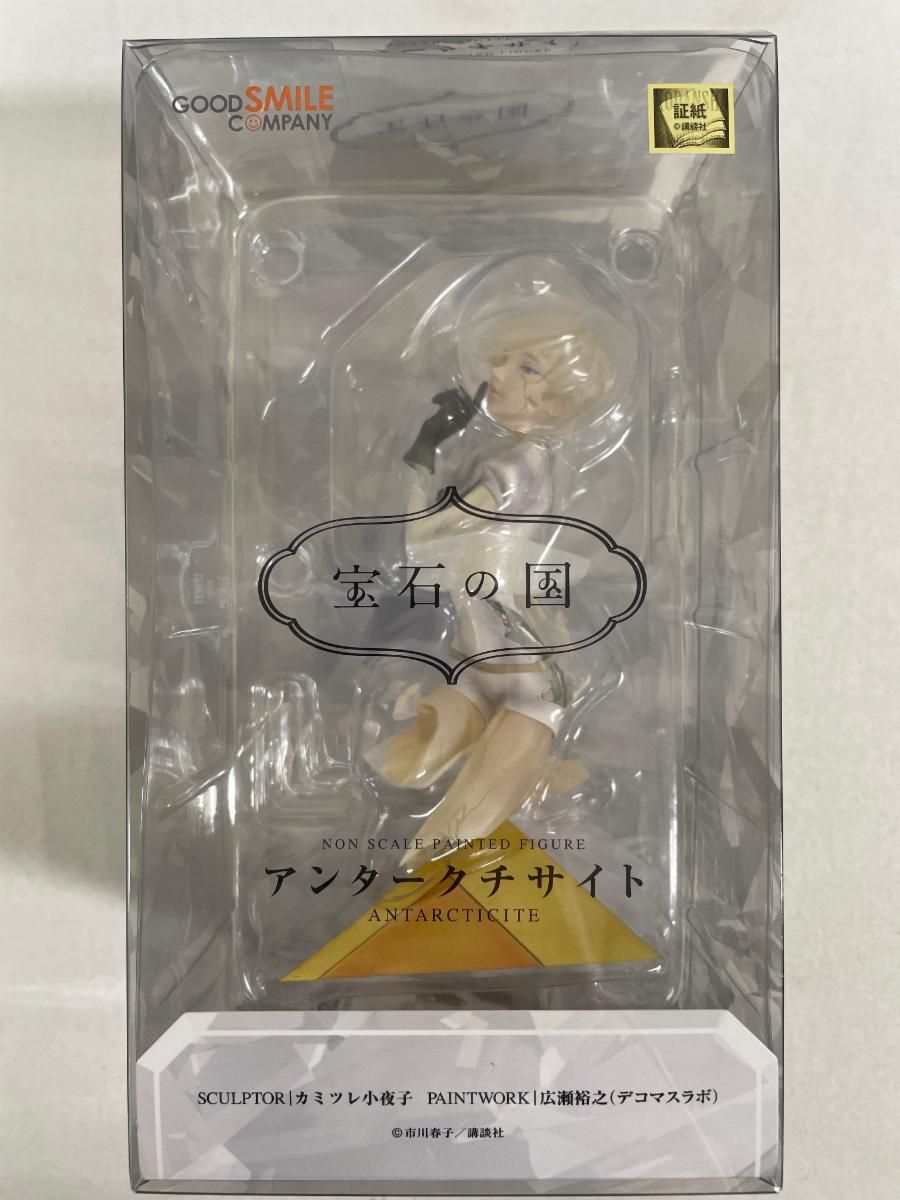 GOOD SMILE
COMPANY
証紙
©講談社
宝石の国
NON SCALE PAINTED FIGURE
アンタークチサイト
ANTARCTICITE
SCULPTOR|カミツレ小夜子 PAINTWORK|広瀬裕之(デコマスラボ)
©市川春子/講談社